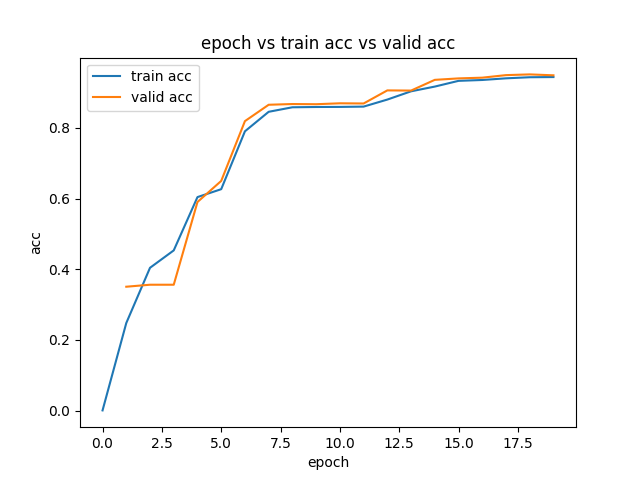 epoch vs train acc vs valid acc
train acc
valid acc
0.8
0.6
0.4
0.2
0.0
acc
0.0 2.5 5.0 7.5 10.0 12.5 15.0 17.5
epoch